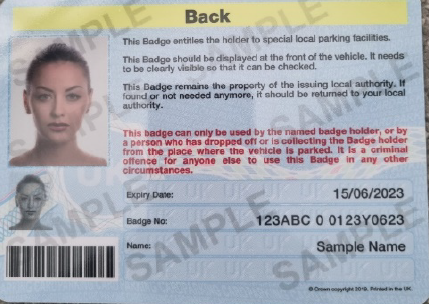 Back
This Badge entitles the holder to special local parking facilities.
This Badge should be displayed at the front of the vehicle. It needs
to be clearly visible so that it can be checked.
This Badge remains the property of the issuing local authority. If
found or not needed anymore, it should be returned to your local
authority.
This badge can only be used by the named badge holder, or by
a person who has dropped off or is collecting the Badge holder
from the place where the vehicle is parked. It is a criminal
offence for anyone else to use this Badge in any other
circumstances.
Expiry Date: 15/06/2023
Badge No: 123ABC 0 0123Y0623
Name: Sample Name
© Crown copyright 2019. Printed in the UK.
SAMPLE
SAMPLE
SAMPLE
SAMPLE
SAMPLE
SAMPLE